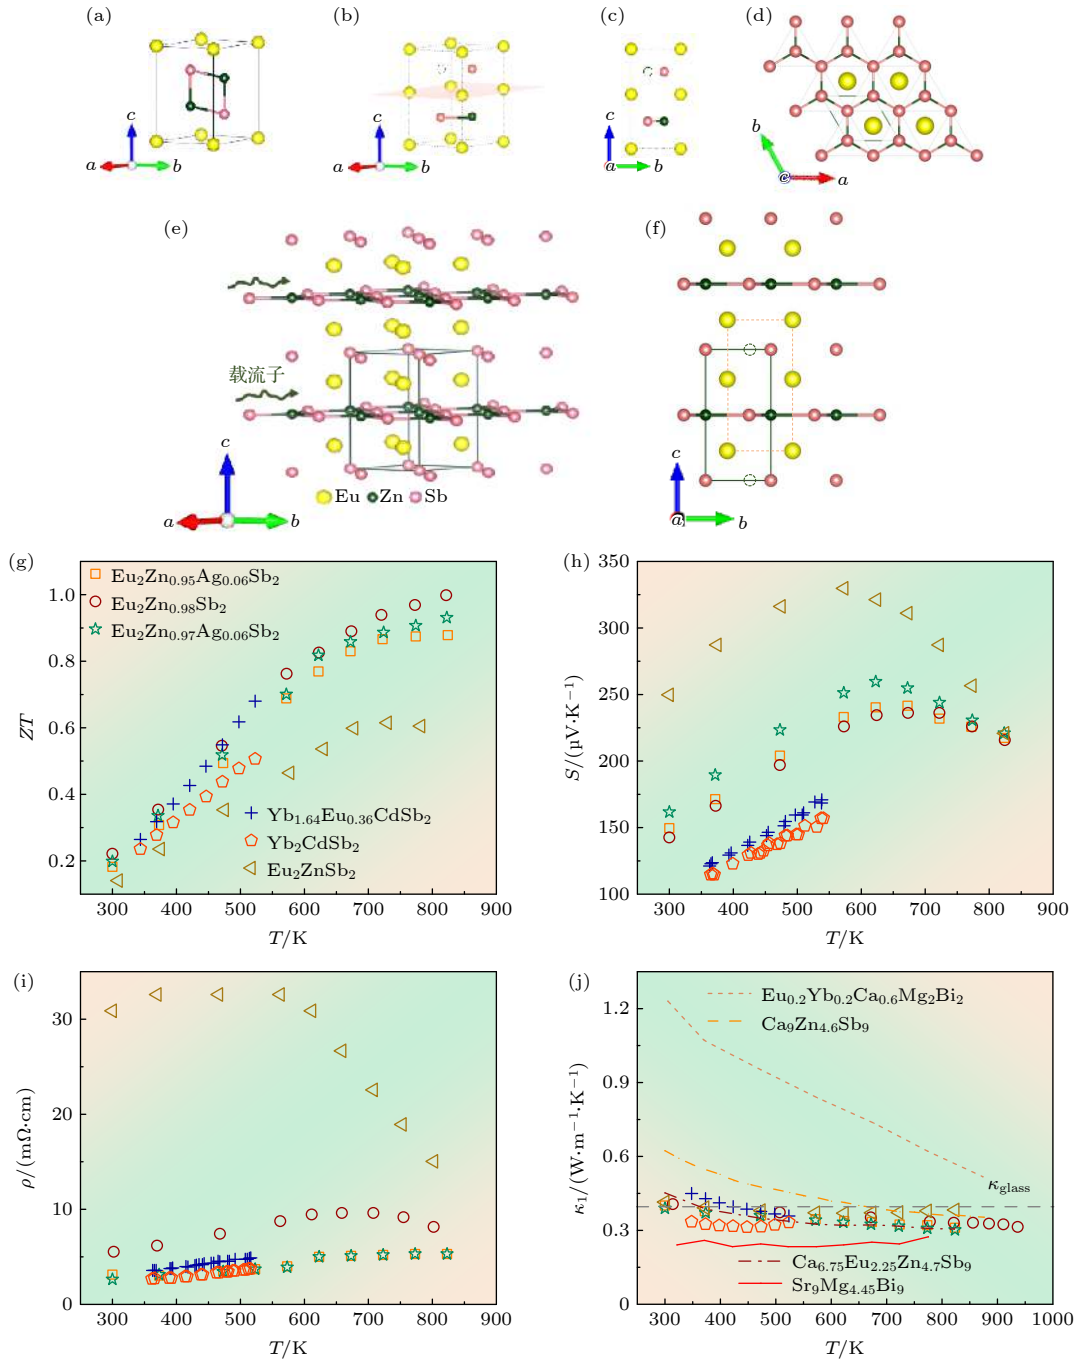 (a)
(b)
(c)
(d)
c
a
b
c
a
b
c
a
b
b
c
a
(e)
(f)
载流子
c
a
b
Eu
Zn
Sb
c
a
b
(g)
Eu₂Zn₀.₉₅Ag₀.₀₆Sb₂
Eu₂Zn₀.₉₈Sb₂
Eu₂Zn₀.₉₇Ag₀.₀₆Sb₂
1.0
0.8
0.6
0.4
0.2
ZT
Yb₁.₆₄Eu₀.₃₆CdSb₂
Yb₂CdSb₂
Eu₂ZnSb₂
300 400 500 600 700 800 900
T/K
(h)
350
300
250
200
150
100
S/(μV·K⁻¹)
300 400 500 600 700 800 900
T/K
(i)
30
20
10
0
ρ/(mΩ·cm)
300 400 500 600 700 800 900
T/K
(j)
1.2
0.9
0.6
0.3
0
κ₁/(W·m⁻¹·K⁻¹)
Eu₀.₂Yb₀.₂Ca₀.₆Mg₂Bi₂
Ca₉Zn₄.₆Sb₉
κglass
Ca₆.₇₅Eu₂.₂₅Zn₄.₇Sb₉
Sr₉Mg₄.₄₅Bi₉
300 400 500 600 700 800 900 1000
T/K